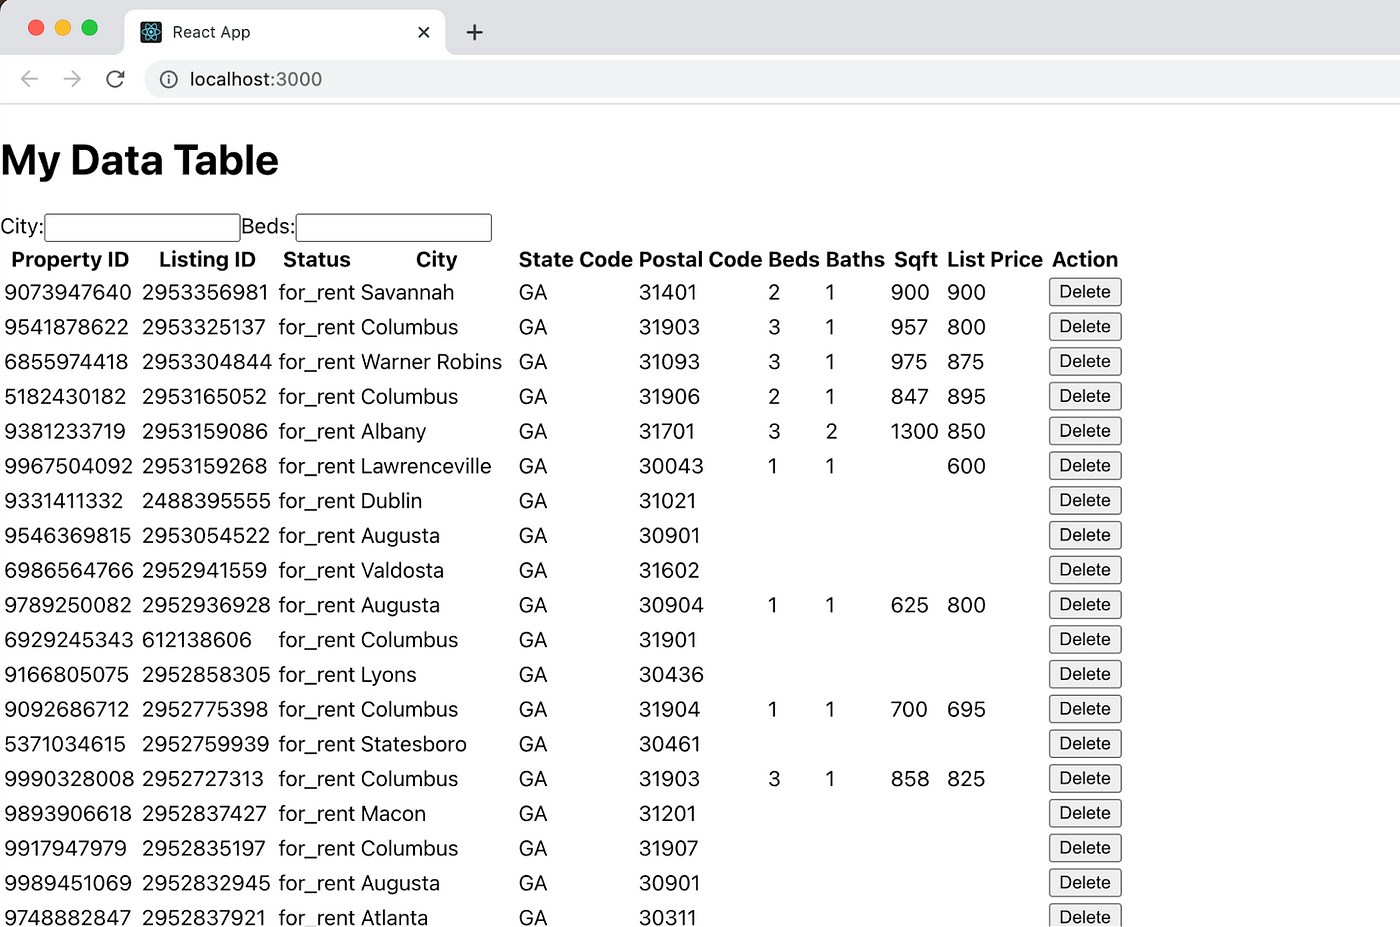 React App
localhost:3000
My Data Table
City: Beds:
Property ID Listing ID Status City State Code Postal Code Beds Baths Sqft List Price Action
9073947640 2953356981 for_rent Savannah GA 31401 2 1 900 900 Delete
9541878622 2953325137 for_rent Columbus GA 31903 3 1 957 800 Delete
6855974418 2953304844 for_rent Warner Robins GA 31093 3 1 975 875 Delete
5182430182 2953165052 for_rent Columbus GA 31906 2 1 847 895 Delete
9381233719 2953159086 for_rent Albany GA 31701 3 2 1300 850 Delete
9967504092 2953159268 for_rent Lawrenceville GA 30043 1 1 600 Delete
9331411332 2488395555 for_rent Dublin GA 31021 Delete
9546369815 2953054522 for_rent Augusta GA 30901 Delete
6986564766 2952941559 for_rent Valdosta GA 31602 Delete
9789250082 2952936928 for_rent Augusta GA 30904 1 1 625 800 Delete
6929245343 612138606 for_rent Columbus GA 31901 Delete
9166805075 2952858305 for_rent Lyons GA 30436 Delete
9092686712 2952775398 for_rent Columbus GA 31904 1 1 700 695 Delete
5371034615 2952759939 for_rent Statesboro GA 30461 Delete
9990328008 2952727313 for_rent Columbus GA 31903 3 1 858 825 Delete
9893906618 2952837427 for_rent Macon GA 31201 Delete
9917947979 2952835197 for_rent Columbus GA 31907 Delete
9989451069 2952832945 for_rent Augusta GA 30901 Delete
9748882847 2952837921 for_rent Atlanta GA 30311 Delete